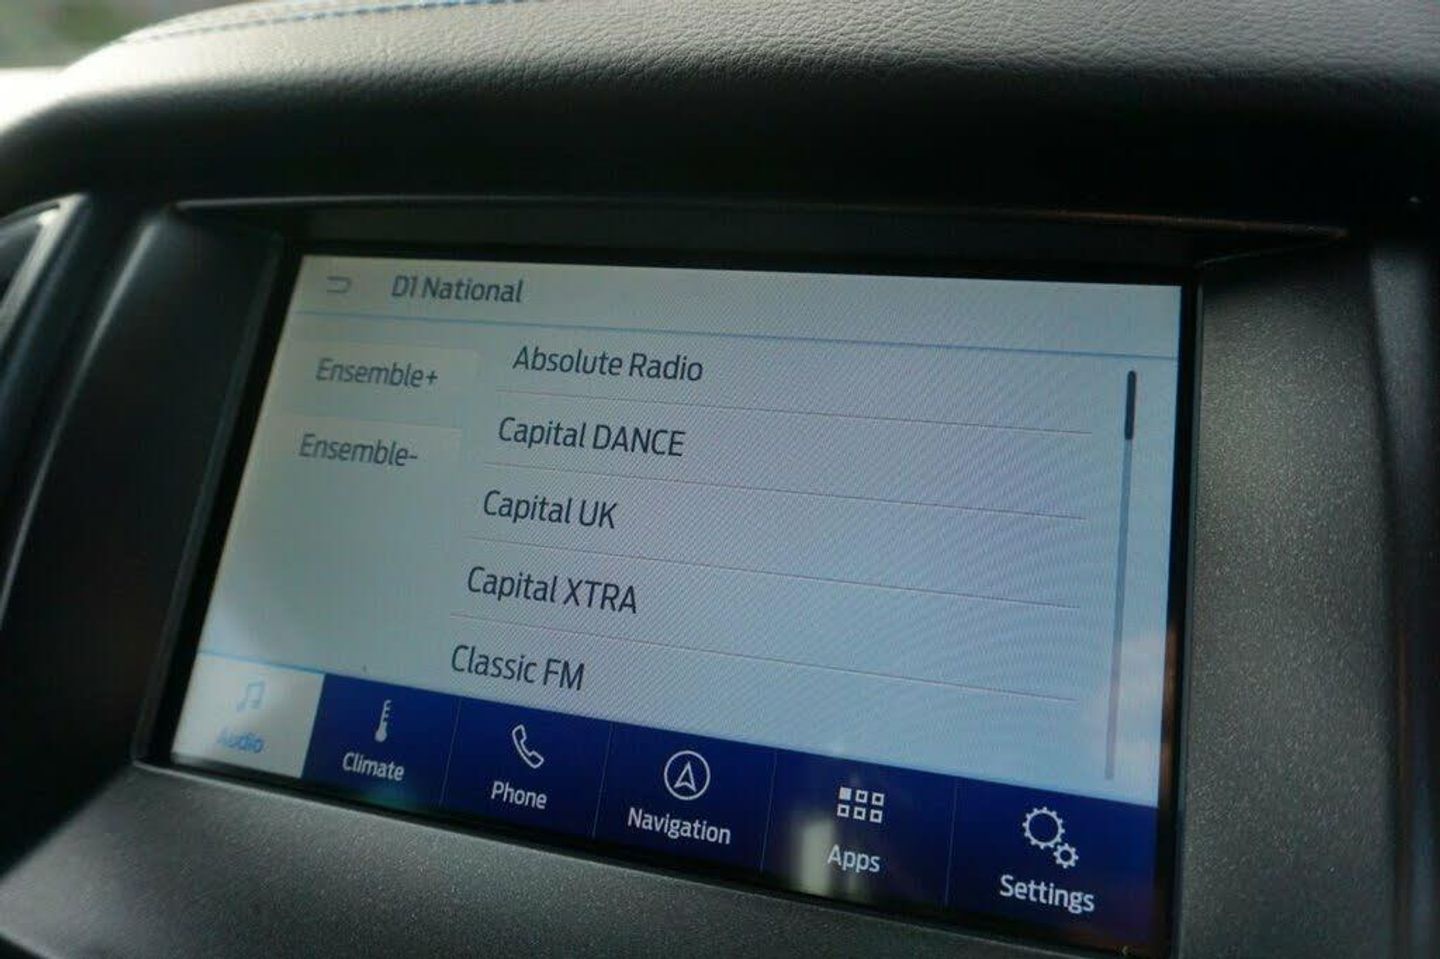 D1 National
Ensemble+
Ensemble-
Absolute Radio
Capital DANCE
Capital UK
Capital XTRA
Classic FM
Audio
Climate
Phone
Navigation
Apps
Settings